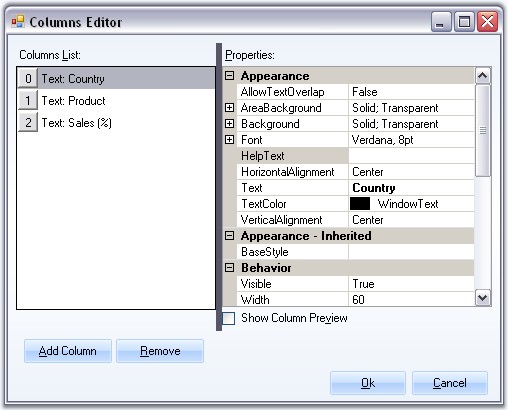 Columns Editor
Columns List:
0 Text: Country
1 Text: Product
2 Text: Sales (%)
Add Column Remove
Properties:
Appearance
AllowTextOverlap False
AreaBackground Solid; Transparent
Background Solid; Transparent
Font Verdana, 8pt
HelpText
HorizontalAlignment Center
Text Country
TextColor WindowText
VerticalAlignment Center
Appearance - Inherited
BaseStyle
Behavior
Visible True
Width 60
Show Column Preview
Ok Cancel